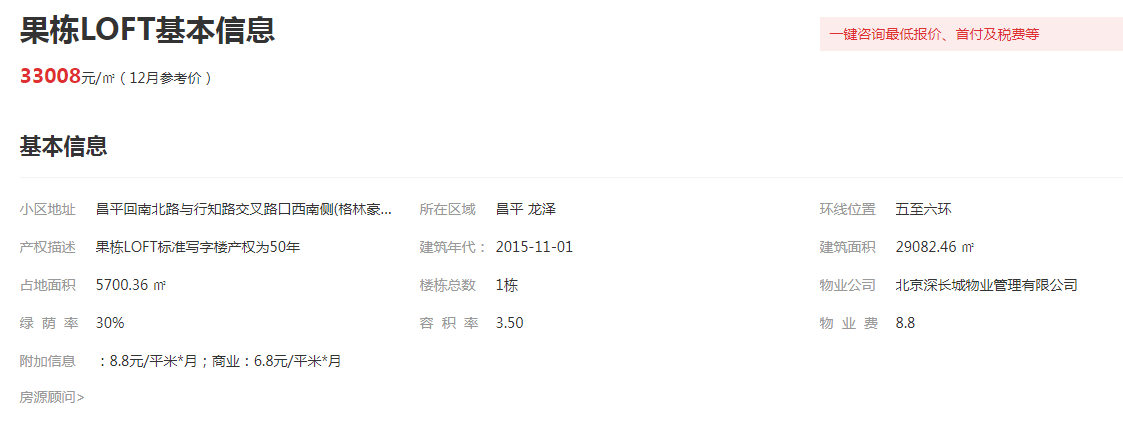 果栋LOFT基本信息
一键咨询最低报价、首付及税费等
33008元/㎡（12月参考价）
基本信息
小区地址 昌平回南北路与行知路交叉路口西南侧(格林豪...
所在区域 昌平 龙泽
环线位置 五至六环
产权描述 果栋LOFT标准写字楼产权为50年
建筑年代： 2015-11-01
建筑面积 29082.46 ㎡
占地面积 5700.36 ㎡
楼栋总数 1栋
物业公司 北京深长城物业管理有限公司
绿 荫 率 30%
容 积 率 3.50
物 业 费 8.8
附加信息 ：8.8元/平米*月；商业：6.8元/平米*月
房源顾问>